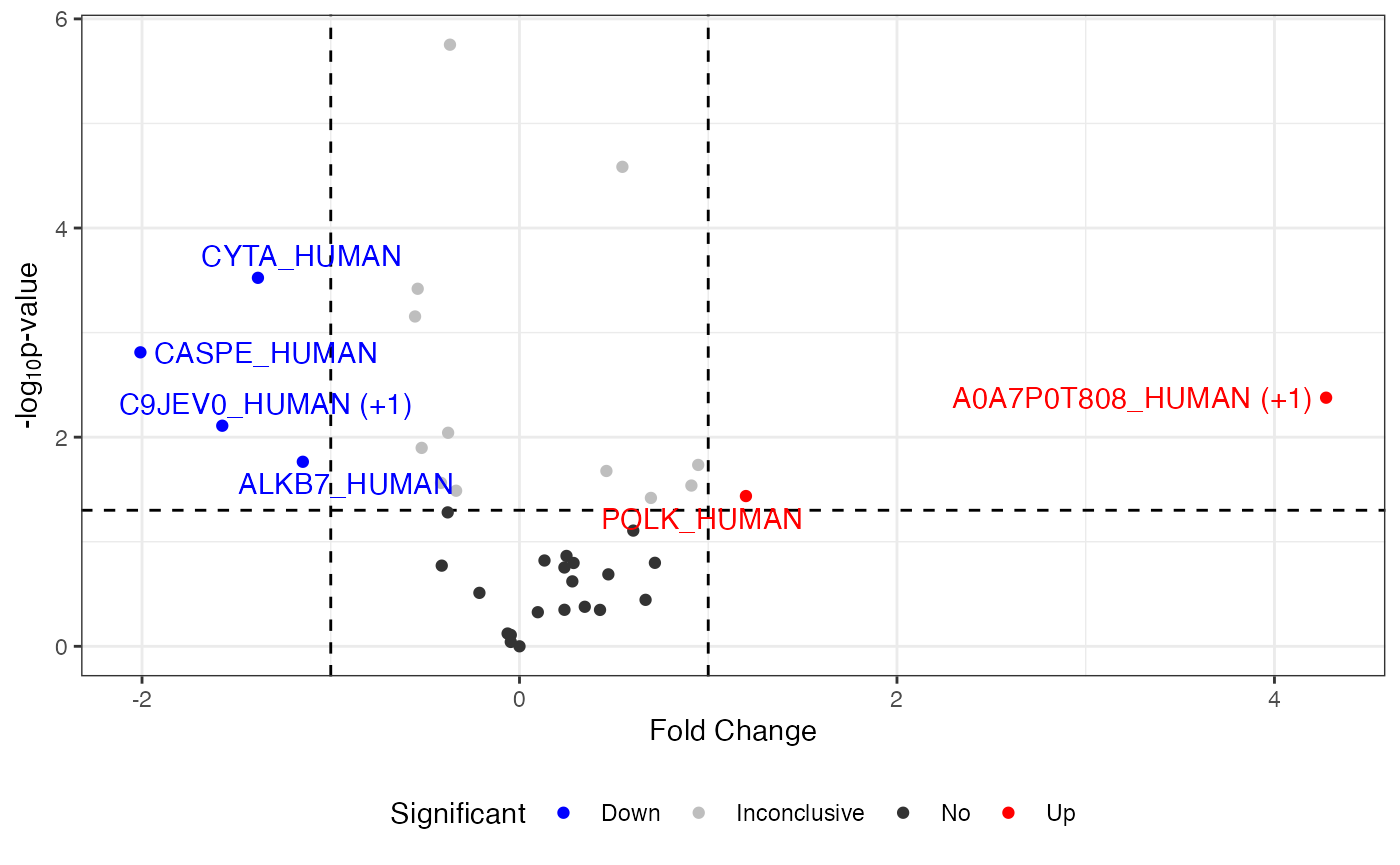 6
4
2
0
-log₁₀p-value
CYTA_HUMAN
CASPE_HUMAN
C9JEV0_HUMAN (+1)
A0A7P0T808_HUMAN (+1)
ALKB7_HUMAN
POLK_HUMAN
-2 0 2 4
Fold Change
Significant Down Inconclusive No Up